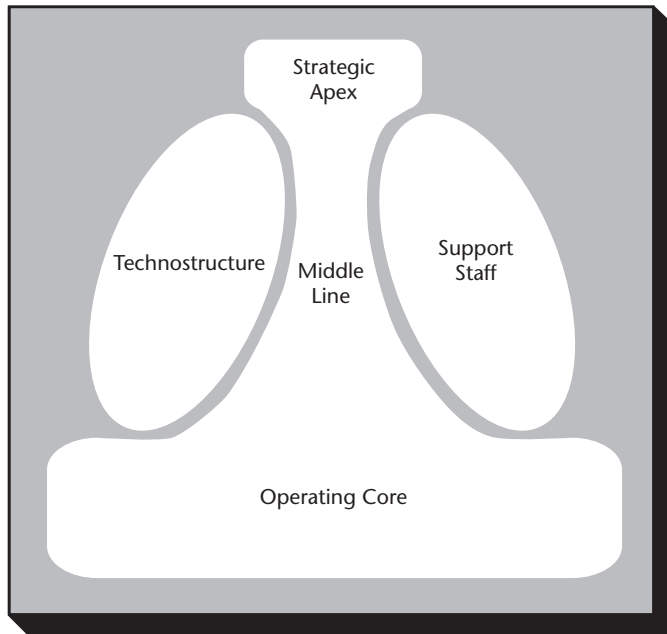 Strategic
Apex
Technostructure
Middle
Line
Support
Staff
Operating Core